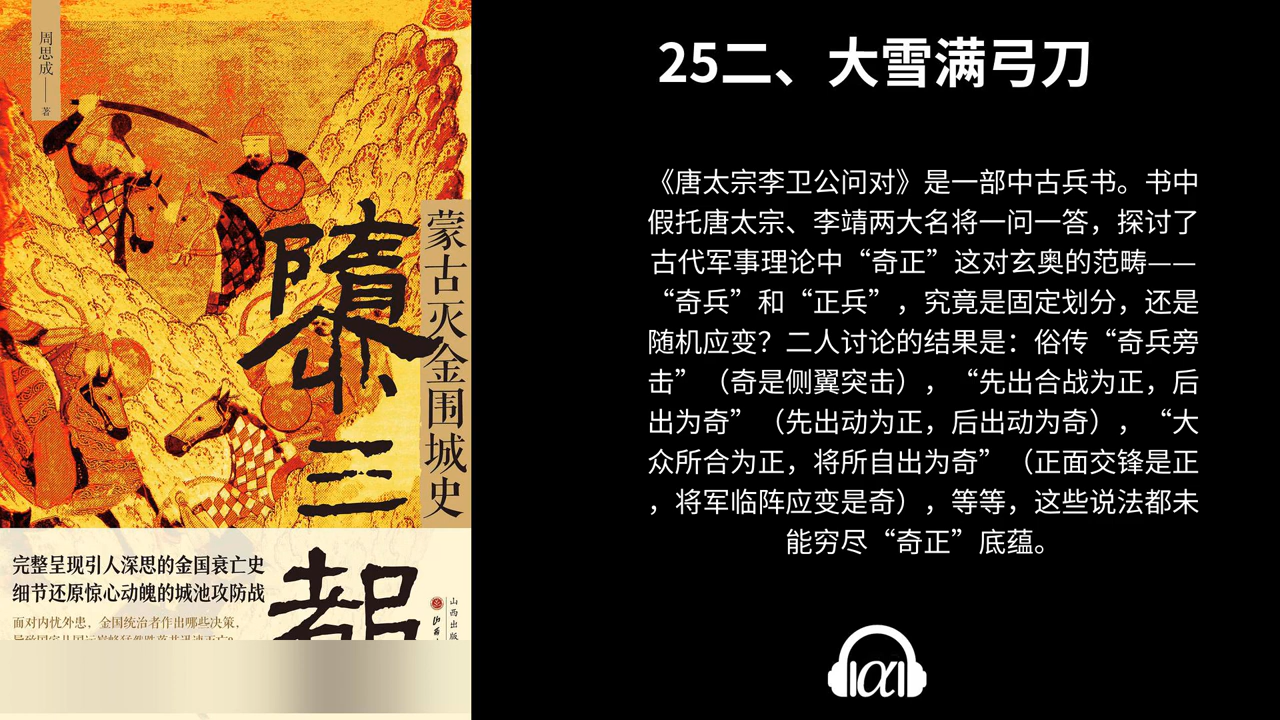 周思成——著
隳三都
蒙古灭金围城史
完整呈现引人深思的金国衰亡史
细节还原惊心动魄的城池攻防战
面对内忧外患，金国统治者作出哪些决策，
山西出版
25二、大雪满弓刀
《唐太宗李卫公问对》是一部中古兵书。书中
假托唐太宗、李靖两大名将一问一答，探讨了
古代军事理论中“奇正”这对玄奥的范畴——
“奇兵”和“正兵”，究竟是固定划分，还是
随机应变？二人讨论的结果是：俗传“奇兵旁
击”（奇是侧翼突击），“先出合战为正，后
出为奇”（先出动为正，后出动为奇），“大
众所合为正，将所自出为奇”（正面交锋是正
，将军临阵应变是奇），等等，这些说法都未
能穷尽“奇正”底蕴。